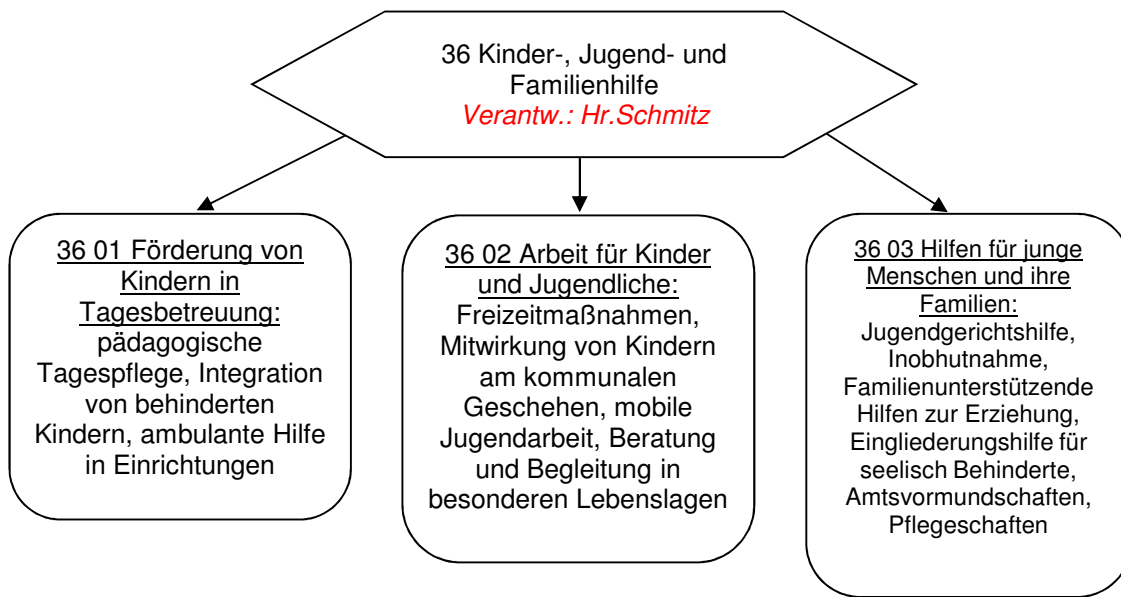 36 Kinder-, Jugend- und
Familienhilfe
Verantw.: Hr.Schmitz
36 01 Förderung von
Kindern in
Tagesbetreuung:
pädagogische
Tagespflege, Integration
von behinderten
Kindern, ambulante Hilfe
in Einrichtungen
36 02 Arbeit für Kinder
und Jugendliche:
Freizeitmaßnahmen,
Mitwirkung von Kindern
am kommunalen
Geschehen, mobile
Jugendarbeit, Beratung
und Begleitung in
besonderen Lebenslagen
36 03 Hilfen für junge
Menschen und ihre
Familien:
Jugendgerichtshilfe,
Inobhutnahme,
Familienunterstützende
Hilfen zur Erziehung,
Eingliederungshilfe für
seelisch Behinderte,
Amtsvormundschaften,
Pflegeschaften